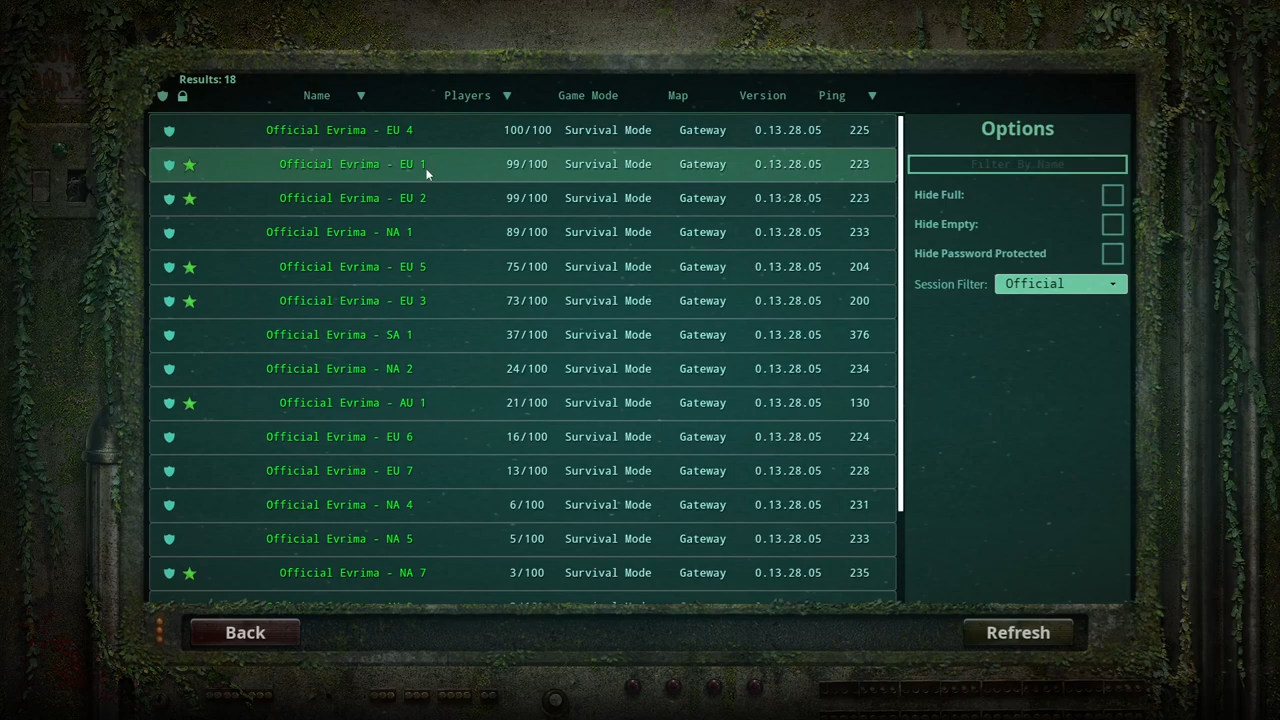 Results: 18
Name Players Game Mode Map Version Ping
Official Evrima - EU 4 100/100 Survival Mode Gateway 0.13.28.05 225
Official Evrima - EU 1 99/100 Survival Mode Gateway 0.13.28.05 223
Official Evrima - EU 2 99/100 Survival Mode Gateway 0.13.28.05 223
Official Evrima - NA 1 89/100 Survival Mode Gateway 0.13.28.05 233
Official Evrima - EU 5 75/100 Survival Mode Gateway 0.13.28.05 204
Official Evrima - EU 3 73/100 Survival Mode Gateway 0.13.28.05 200
Official Evrima - SA 1 37/100 Survival Mode Gateway 0.13.28.05 376
Official Evrima - NA 2 24/100 Survival Mode Gateway 0.13.28.05 234
Official Evrima - AU 1 21/100 Survival Mode Gateway 0.13.28.05 130
Official Evrima - EU 6 16/100 Survival Mode Gateway 0.13.28.05 224
Official Evrima - EU 7 13/100 Survival Mode Gateway 0.13.28.05 228
Official Evrima - NA 4 6/100 Survival Mode Gateway 0.13.28.05 231
Official Evrima - NA 5 5/100 Survival Mode Gateway 0.13.28.05 233
Official Evrima - NA 7 3/100 Survival Mode Gateway 0.13.28.05 235
Options
Filter By Name
Hide Full:
Hide Empty:
Hide Password Protected
Session Filter: Official
Back
Refresh